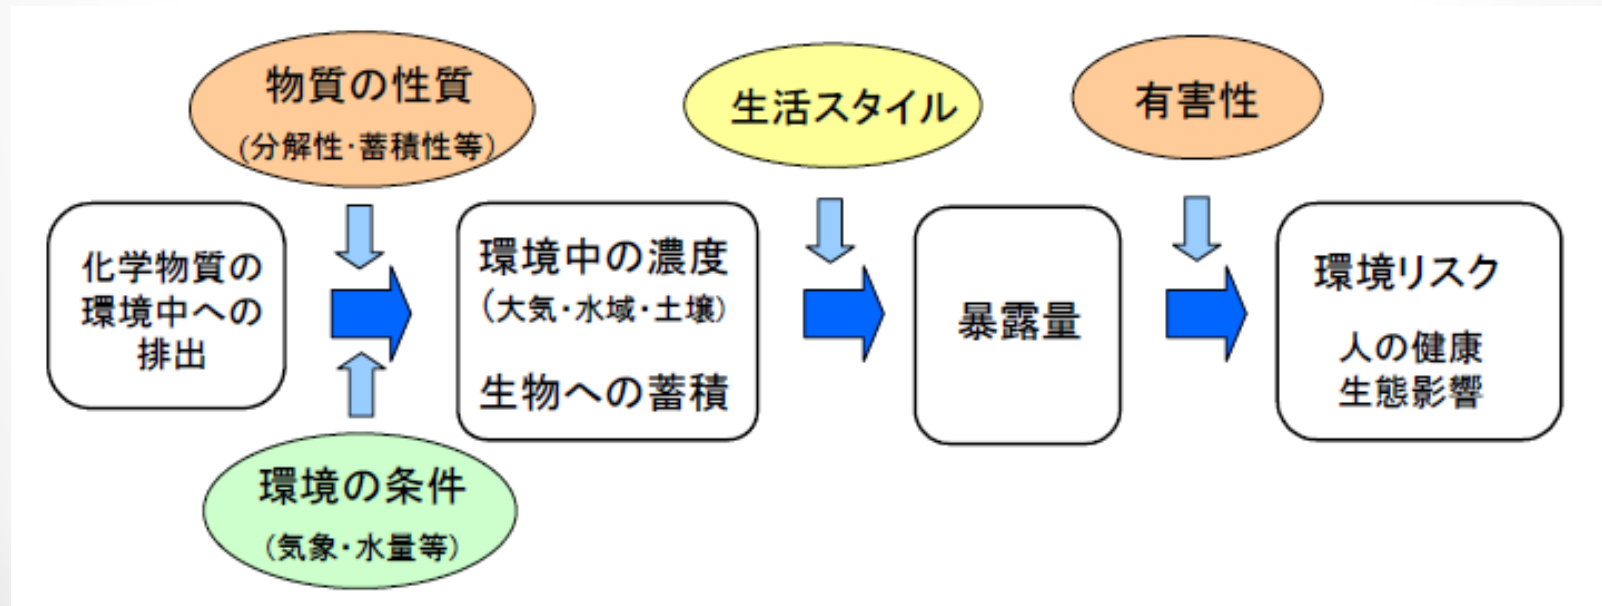 物質の性質
(分解性・蓄積性等)
生活スタイル
有害性
化学物質の
環境中への
排出
環境中の濃度
(大気・水域・土壌)
生物への蓄積
暴露量
環境リスク
人の健康
生態影響
環境の条件
(気象・水量等)